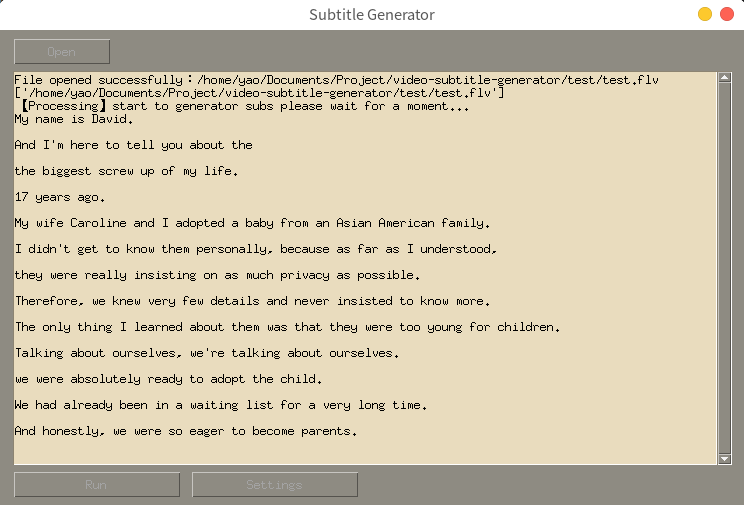 Subtitle Generator
Open
File opened successfully：/home/yao/Documents/Project/video-subtitle-generator/test/test.flv
['/home/yao/Documents/Project/video-subtitle-generator/test/test.flv']
【Processing】start to generator subs please wait for a moment...
My name is David.
And I'm here to tell you about the
the biggest screw up of my life.
17 years ago.
My wife Caroline and I adopted a baby from an Asian American family.
I didn't get to know them personally, because as far as I understood,
they were really insisting on as much privacy as possible.
Therefore, we knew very few details and never insisted to know more.
The only thing I learned about them was that they were too young for children.
Talking about ourselves, we're talking about ourselves.
we were absolutely ready to adopt the child.
We had already been in a waiting list for a very long time.
And honestly, we were so eager to become parents.
Run
Settings